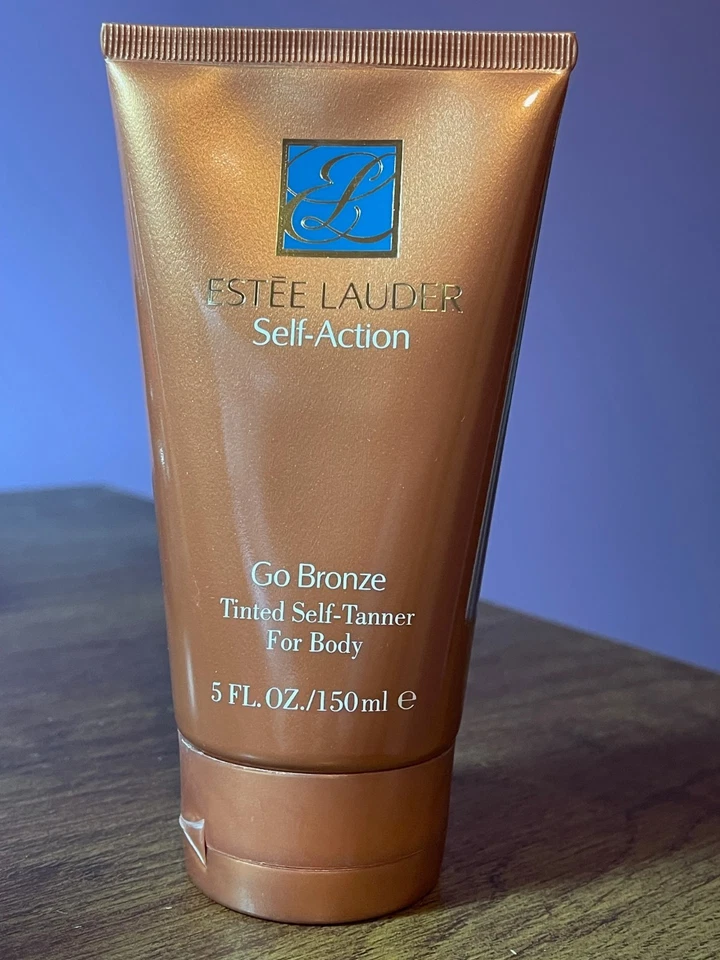 EL
ESTĒE LAUDER
Self-Action
Go Bronze
Tinted Self-Tanner
For Body
5 FL. OZ./150ml ℮